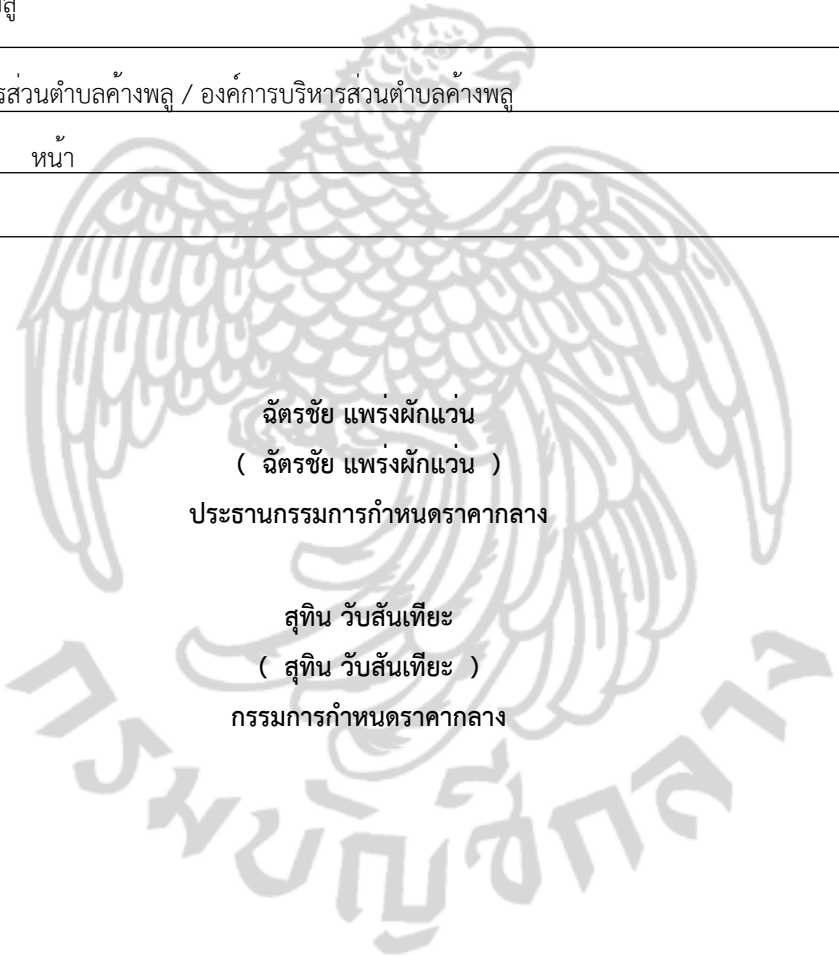 รส่วนตำบลค้างพลู / องค์การบริหารส่วนตำบลค้างพลู
หน้า
ฉัตรชัย แพร่งผักแว่น
( ฉัตรชัย แพร่งผักแว่น )
ประธานกรรมการกำหนดราคากลาง
สุทิน วับสันเทียะ
( สุทิน วับสันเทียะ )
กรรมการกำหนดราคากลาง
กรมบัญชีกลาง